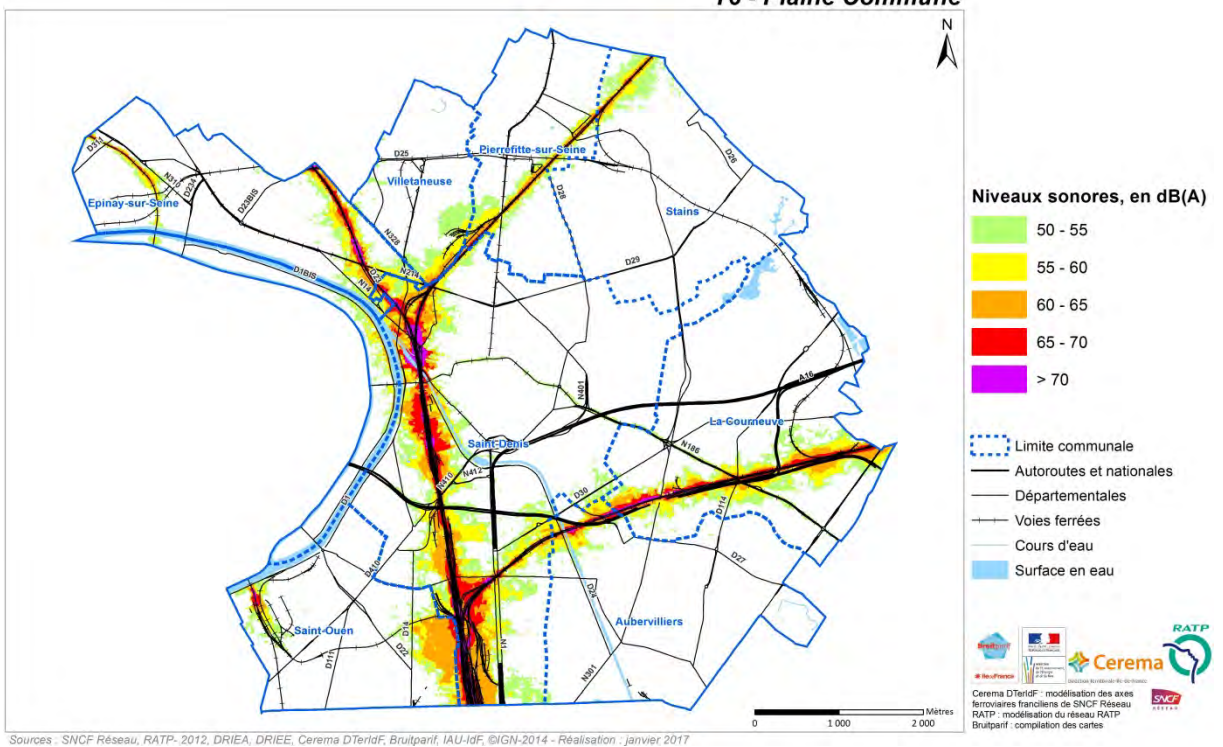 70 - Plaine Commune
N
D311
N310
D234
D23BIS
Epinay-sur-Seine
D25
Villetaneuse
Pierrefitte-sur-Seine
D28
D26
Stains
N328
N214
D29
D1BIS
N14
D23
A16
N401
La Courneuve
N186
Saint-Denis
N412
N410
D30
D1
D114
D27
D410
D24
Aubervilliers
Saint-Ouen
D14
D22
D111
N1
N301
Mètres
0 1 000 2 000
Niveaux sonores, en dB(A)
50 - 55
55 - 60
60 - 65
65 - 70
> 70
Limite communale
Autoroutes et nationales
Départementales
Voies ferrées
Cours d'eau
Surface en eau
Bruitparif
îledeFrance
Cerema
RATP
SNCF
RÉSEAU
Cerema DTerIdF : modélisation des axes
ferroviaires franciliens de SNCF Réseau
RATP : modélisation du réseau RATP
Bruitparif : compilation des cartes
Sources : SNCF Réseau, RATP- 2012, DRIEA, DRIEE, Cerema DTerIdF, Bruitparif, IAU-IdF, ©IGN-2014 - Réalisation : janvier 2017